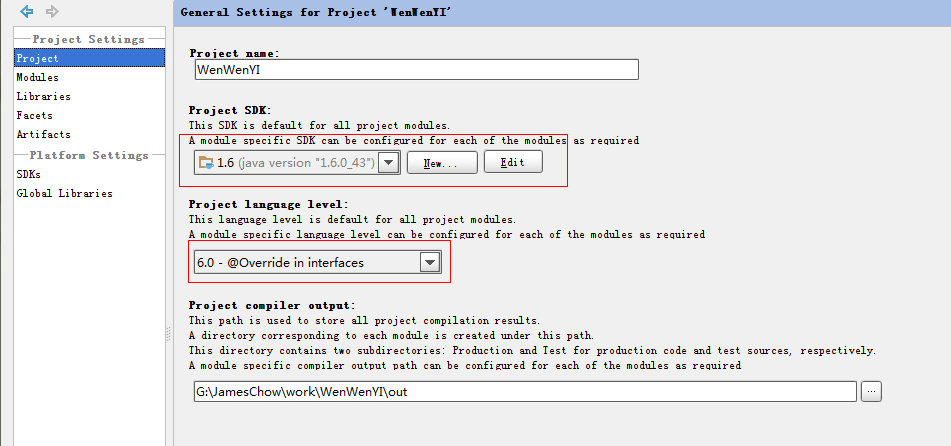 General Settings for Project 'WenWenYI'
Project Settings
Project
Modules
Libraries
Facets
Artifacts
Platform Settings
SDKs
Global Libraries
Project name:
WenWenYI
Project SDK:
This SDK is default for all project modules.
A module specific SDK can be configured for each of the modules as required
1.6 (java version "1.6.0_43")
New...
Edit
Project language level:
This language level is default for all project modules.
A module specific language level can be configured for each of the modules as required
6.0 - @Override in interfaces
Project compiler output:
This path is used to store all project compilation results.
A directory corresponding to each module is created under this path.
This directory contains two subdirectories: Production and Test for production code and test sources, respectively.
A module specific compiler output path can be configured for each of the modules as required
G:\JamesChow\work\WenWenYI\out
...